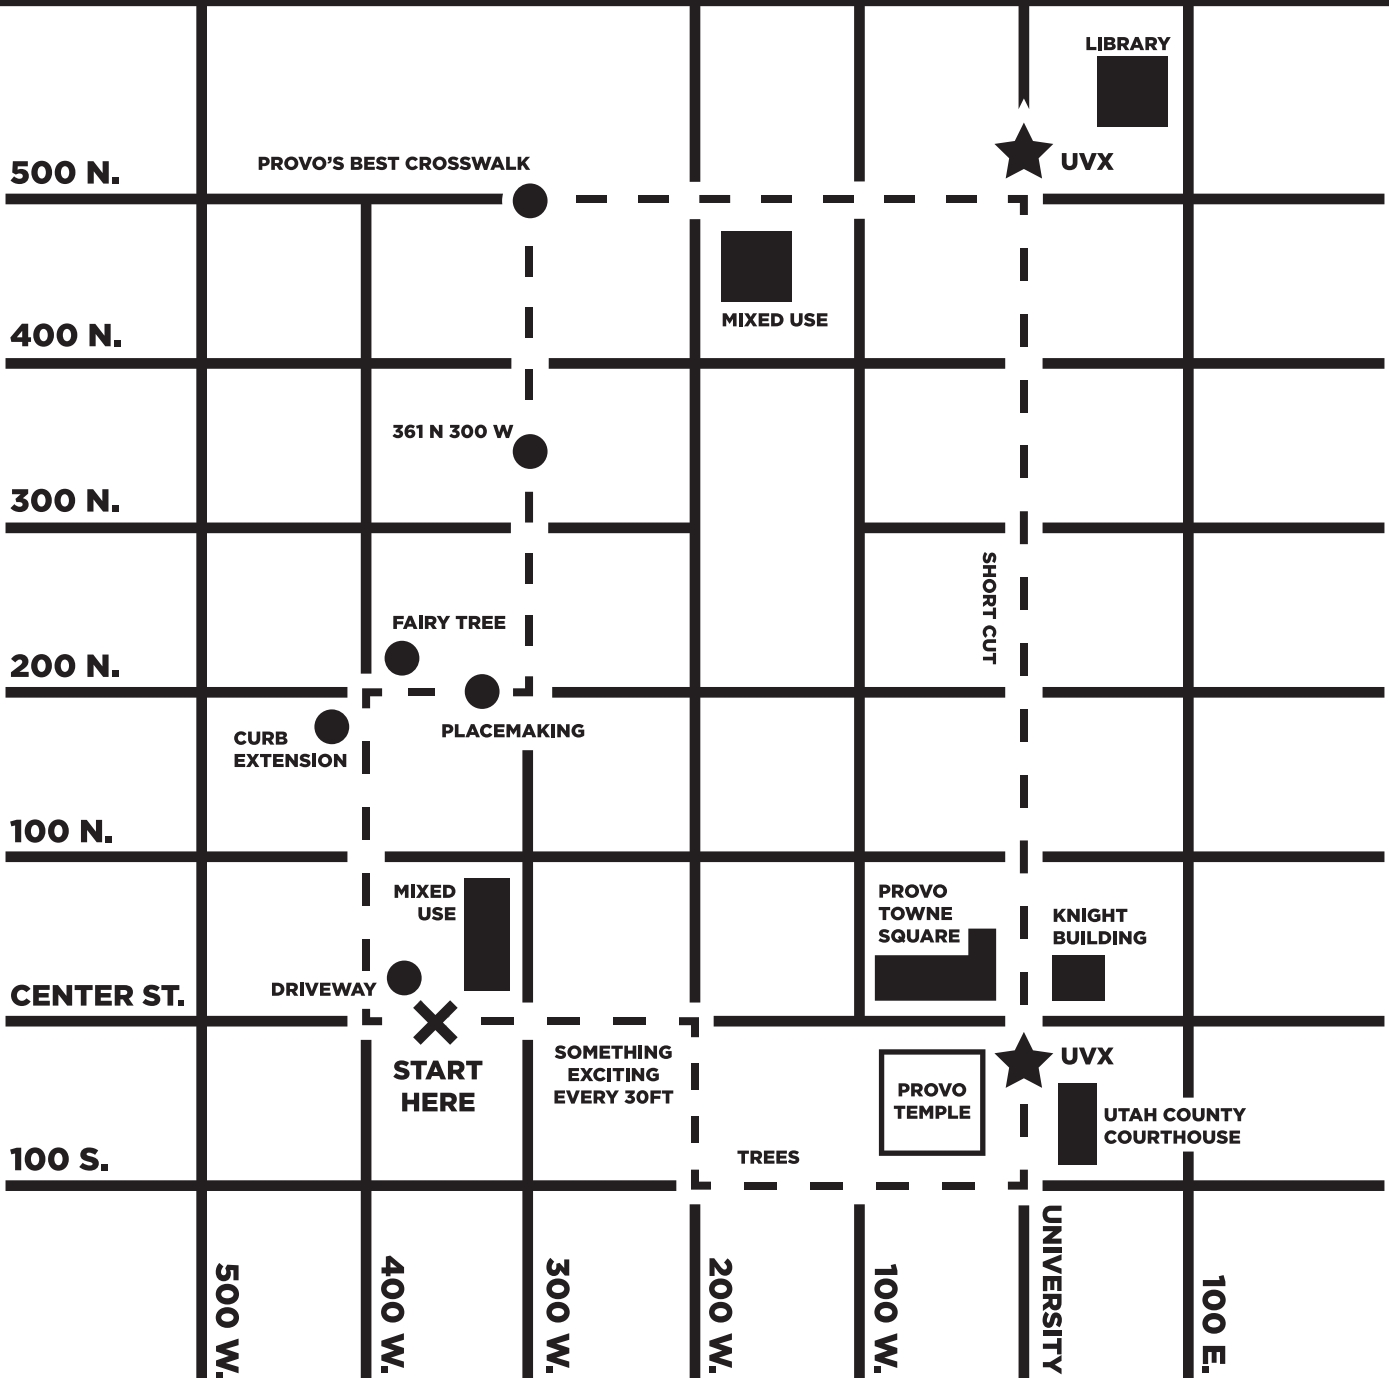 LIBRARY
PROVO'S BEST CROSSWALK
UVX
500 N.
MIXED USE
400 N.
361 N 300 W
300 N.
SHORT CUT
FAIRY TREE
200 N.
PLACEMAKING
CURB
EXTENSION
100 N.
MIXED
USE
PROVO
TOWNE
SQUARE
KNIGHT
BUILDING
DRIVEWAY
CENTER ST.
START
HERE
SOMETHING
EXCITING
EVERY 30FT
UVX
PROVO
TEMPLE
UTAH COUNTY
COURTHOUSE
TREES
100 S.
500 W.
400 W.
300 W.
200 W.
100 W.
UNIVERSITY
100 E.